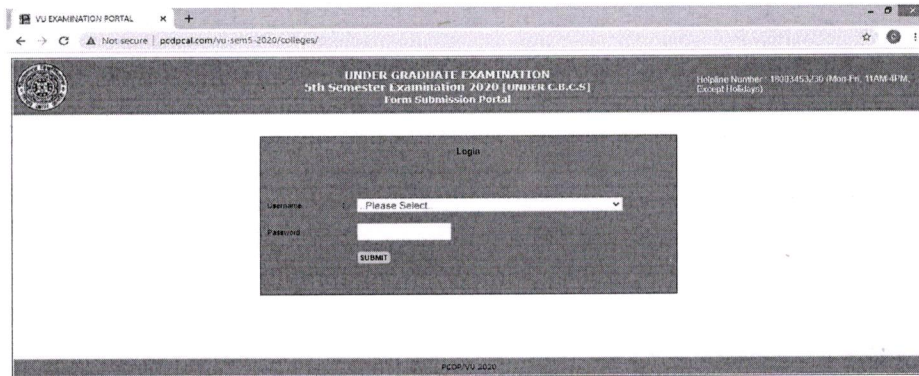 VU EXAMINATION PORTAL
Not secure | pcdpcal.com/vu-sem5-2020/colleges/
UNDER GRADUATE EXAMINATION
5th Semester Examination 2020 [UNDER C.B.C.S]
Form Submission Portal
Helpline Number : (Mon-Fri, 11AM-4PM,
Except Holidays)
Login
Username :
..Please Select..
Password
SUBMIT
PCDP/VU 2020